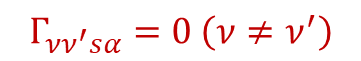 Γ_{νν′sα} = 0 (ν ≠ ν′)